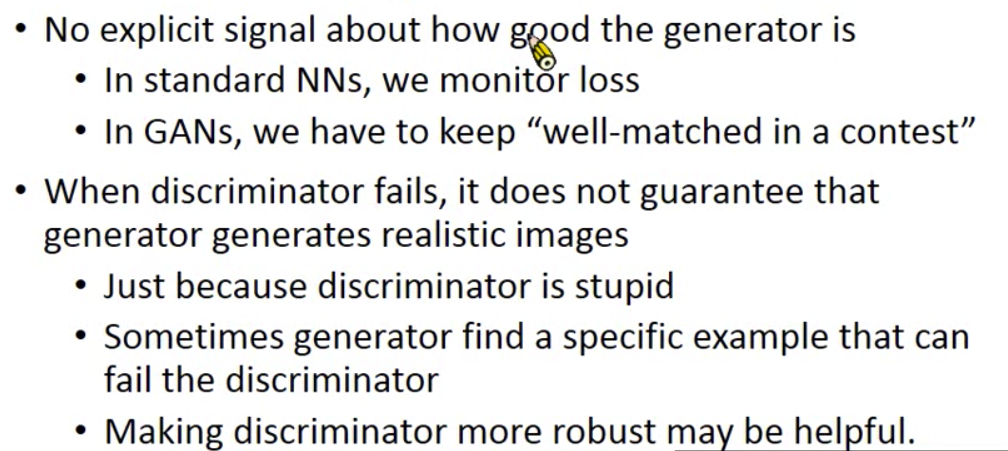 • No explicit signal about how good the generator is
• In standard NNs, we monitor loss
• In GANs, we have to keep “well-matched in a contest”
• When discriminator fails, it does not guarantee that
generator generates realistic images
• Just because discriminator is stupid
• Sometimes generator find a specific example that can
fail the discriminator
• Making discriminator more robust may be helpful.